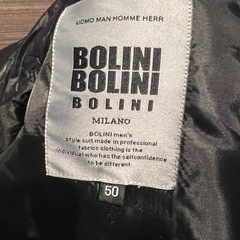 UOMO MAN HOMME HERR
BOLINI
BOLINI
BOLINI
MILANO
BOLINI men's
style suit made in professional
fabrics clothing is the
individual who has the selfconfidence
to be different.
50